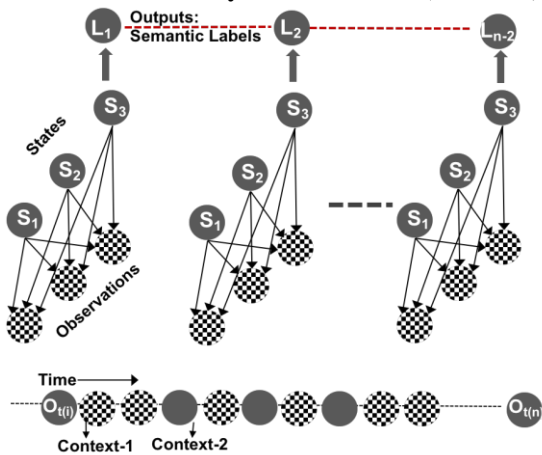 Outputs:
Semantic Labels
L1 L2 Ln-2
S3 S3 S3
States
S2 S2 S2
S1 S1 S1
Observations
Time
Ot(i) Ot(n)
Context-1 Context-2